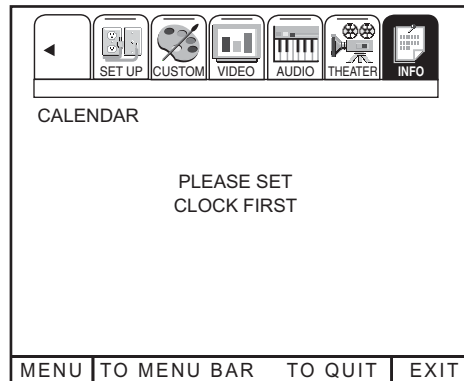 SET UP CUSTOM VIDEO AUDIO THEATER INFO
CALENDAR
PLEASE SET
CLOCK FIRST
MENU TO MENU BAR TO QUIT EXIT